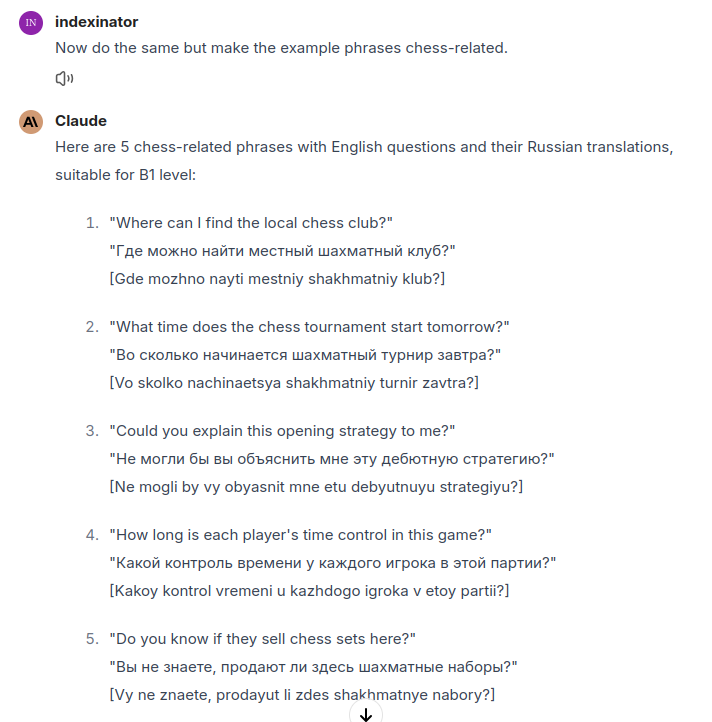 IN indexinator
Now do the same but make the example phrases chess-related.
A\ Claude
Here are 5 chess-related phrases with English questions and their Russian translations,
suitable for B1 level:
1. "Where can I find the local chess club?"
"Где можно найти местный шахматный клуб?"
[Gde mozhno nayti mestniy shakhmatniy klub?]
2. "What time does the chess tournament start tomorrow?"
"Во сколько начинается шахматный турнир завтра?"
[Vo skolko nachinaetsya shakhmatniy turnir zavtra?]
3. "Could you explain this opening strategy to me?"
"Не могли бы вы объяснить мне эту дебютную стратегию?"
[Ne mogli by vy obyasnit mne etu debyutnuyu strategiyu?]
4. "How long is each player's time control in this game?"
"Какой контроль времени у каждого игрока в этой партии?"
[Kakoy kontrol vremeni u kazhdogo igroka v etoy partii?]
5. "Do you know if they sell chess sets here?"
"Вы не знаете, продают ли здесь шахматные наборы?"
[Vy ne znaete, prodayut li zdes shakhmatnye nabory?]